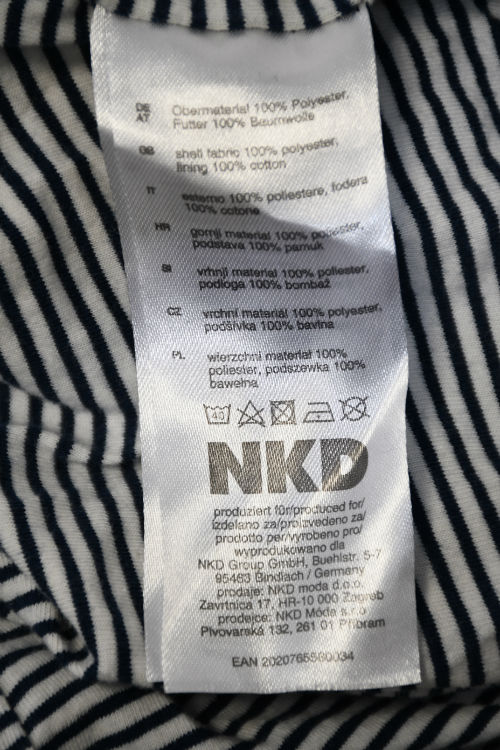 DE Obermaterial 100% Polyester,
AT Futter 100% Baumwolle
GB shell fabric 100% polyester,
lining 100% cotton
IT esterno 100% poliestere, fodera
100% cotone
HR gornji materijal 100% poliester,
podstava 100% pamuk
SI vrhnji material 100% poliester,
podloga 100% bombaž
CZ vrchní materiál 100% polyester,
podšívka 100% bavlna
PL wierzchni materiał 100%
poliester, podszewka 100%
bawełna
40
NKD
produziert für/produced for/
izdelano za/proizvedeno za/
prodotto per/vyrobeno pro/
wyprodukowano dla
NKD Group GmbH, Buehlstr. 5-7
95463 Bindlach / Germany
prodaje: NKD moda d.o.o.
Zavrtnica 17, HR-10 000 Zagreb
prodejce: NKD Móda s.r.o
Pivovarská 132, 261 01 Příbram
EAN 2020765560034